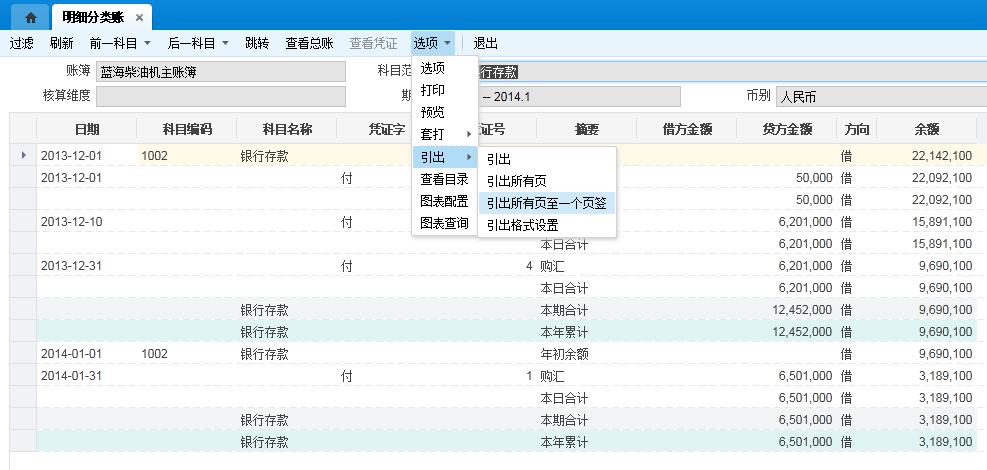 明细分类账 ×
过滤 刷新 前一科目 后一科目 跳转 查看总账 查看凭证 选项 退出
账簿 蓝海柴油机主账簿 科目范 行存款
核算维度 期 -- 2014.1 币别 人民币
选项
打印
预览
套打
引出
查看目录
图表配置
图表查询
引出
引出所有页
引出所有页至一个页签
引出格式设置
日期 科目编码 科目名称 凭证字 证号 摘要 借方金额 贷方金额 方向 余额
2013-12-01 1002 银行存款 借 22,142,100
2013-12-01 付 50,000 借 22,092,100
50,000 借 22,092,100
2013-12-10 付 6,201,000 借 15,891,100
本日合计 6,201,000 借 15,891,100
2013-12-31 付 4 购汇 6,201,000 借 9,690,100
本日合计 6,201,000 借 9,690,100
银行存款 本期合计 12,452,000 借 9,690,100
银行存款 本年累计 12,452,000 借 9,690,100
2014-01-01 1002 银行存款 年初余额 借 9,690,100
2014-01-31 付 1 购汇 6,501,000 借 3,189,100
本日合计 6,501,000 借 3,189,100
银行存款 本期合计 6,501,000 借 3,189,100
银行存款 本年累计 6,501,000 借 3,189,100